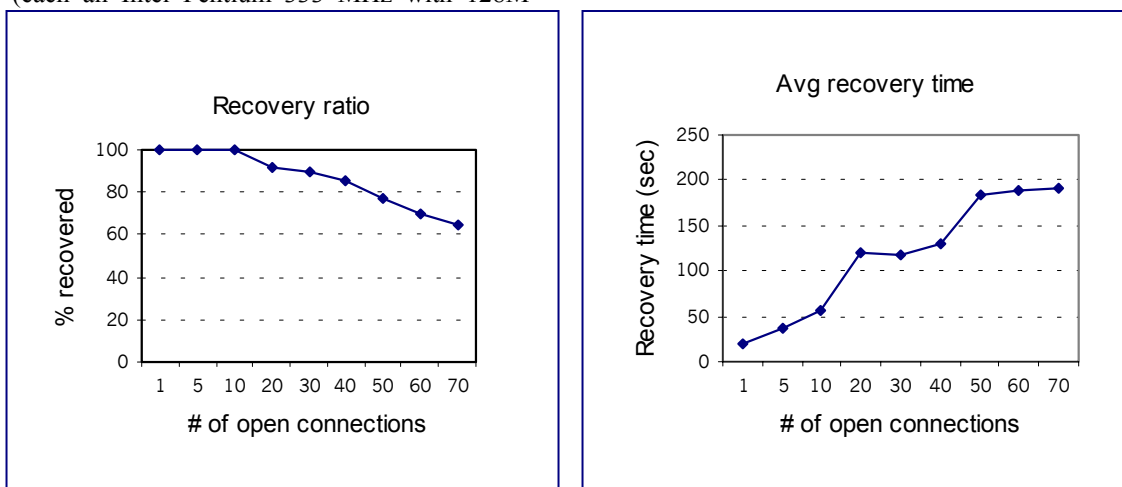 Recovery ratio
100
80
60
40
20
0
% recovered
1 5 10 20 30 40 50 60 70
# of open connections
Avg recovery time
250
200
150
100
50
0
Recovery time (sec)
1 5 10 20 30 40 50 60 70
# of open connections